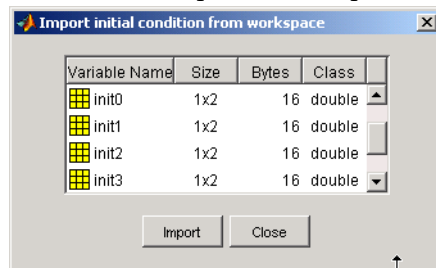 Import initial condition from workspace
Variable Name Size Bytes Class
init0 1x2 16 double
init1 1x2 16 double
init2 1x2 16 double
init3 1x2 16 double
Import Close